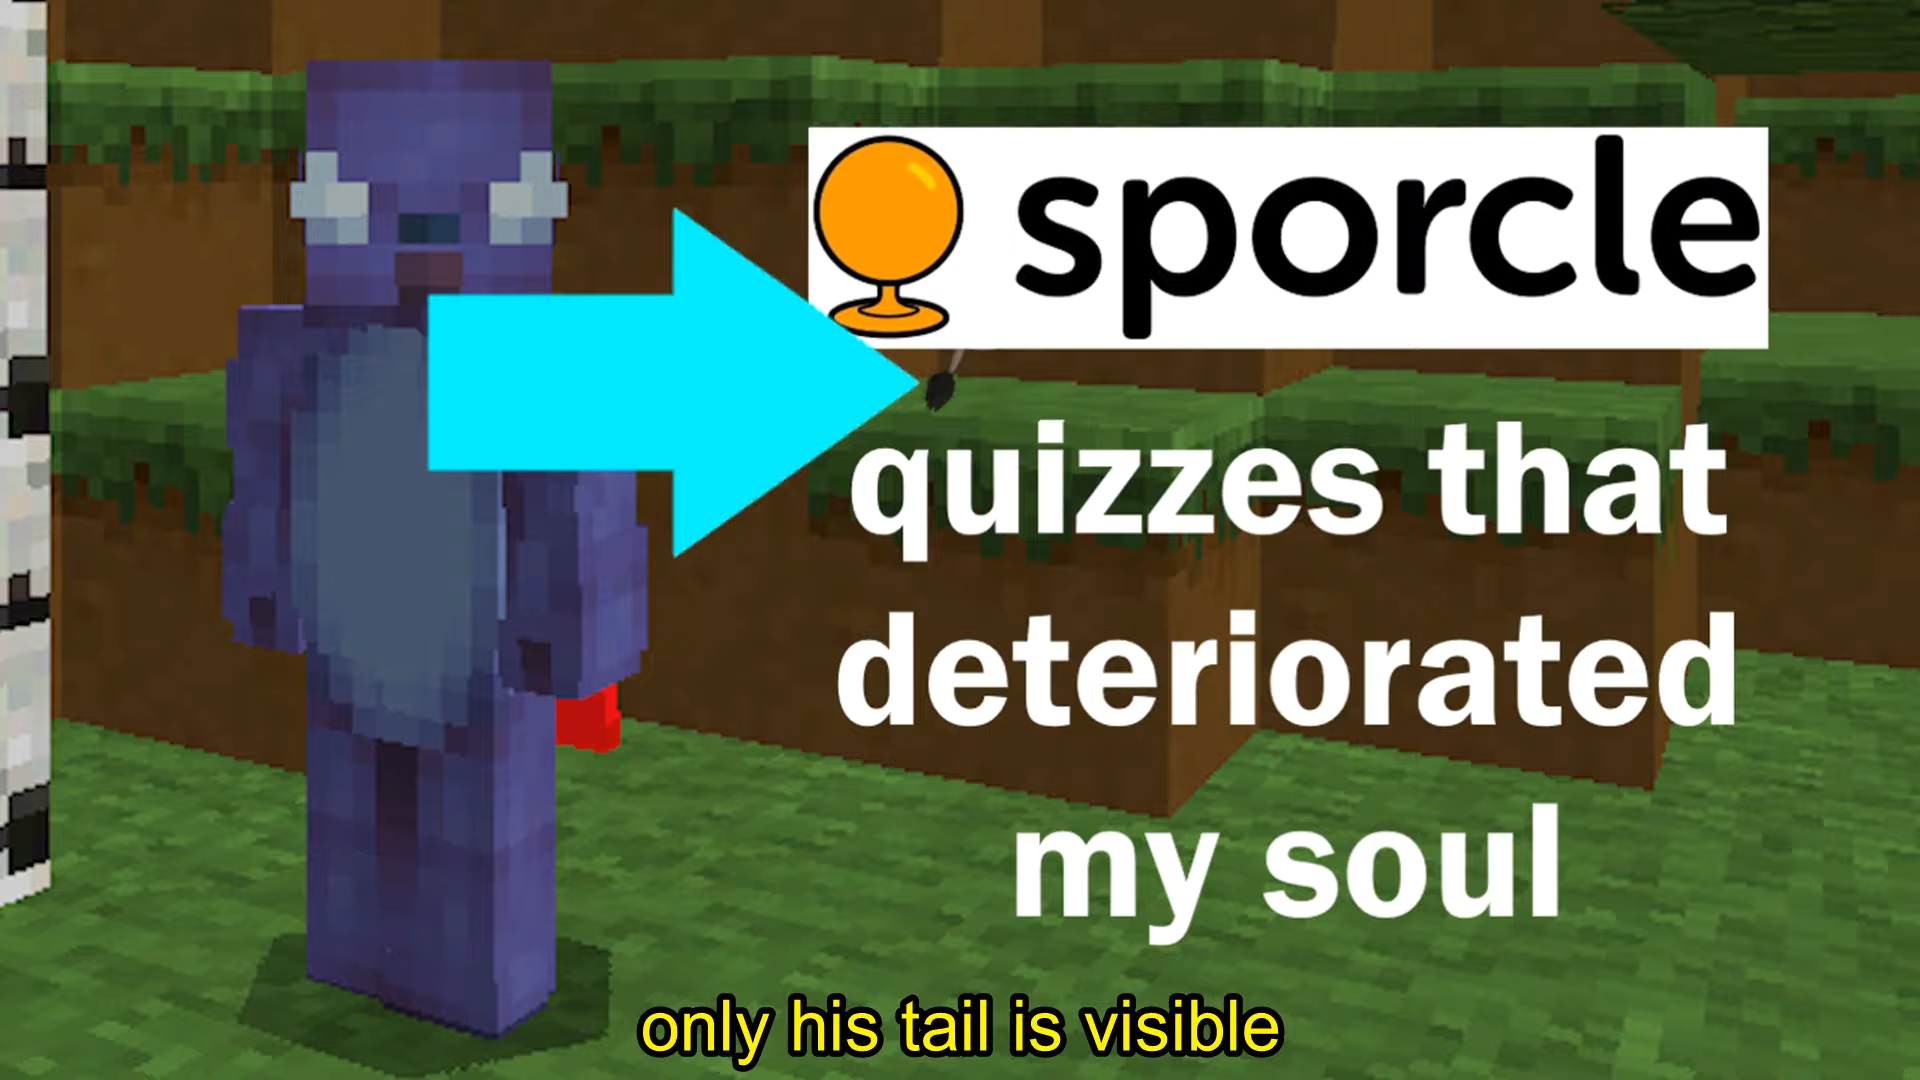 sporcle
quizzes that
deteriorated
my soul
only his tail is visible